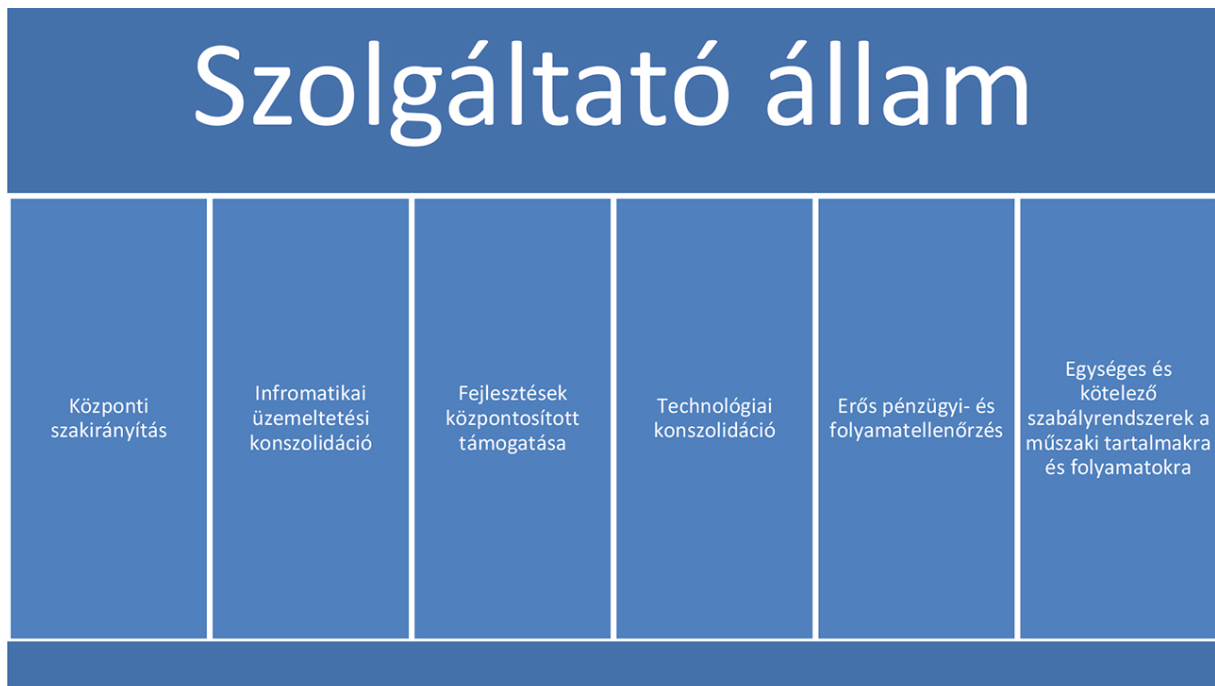 Szolgáltató állam
Központi
szakirányítás
Infromatikai
üzemeltetési
konszolidáció
Fejlesztések
központosított
támogatása
Technológiai
konszolidáció
Erős pénzügyi- és
folyamatellenőrzés
Egységes és
kötelező
szabályrendszerek a
műszaki tartalmakra
és folyamatokra